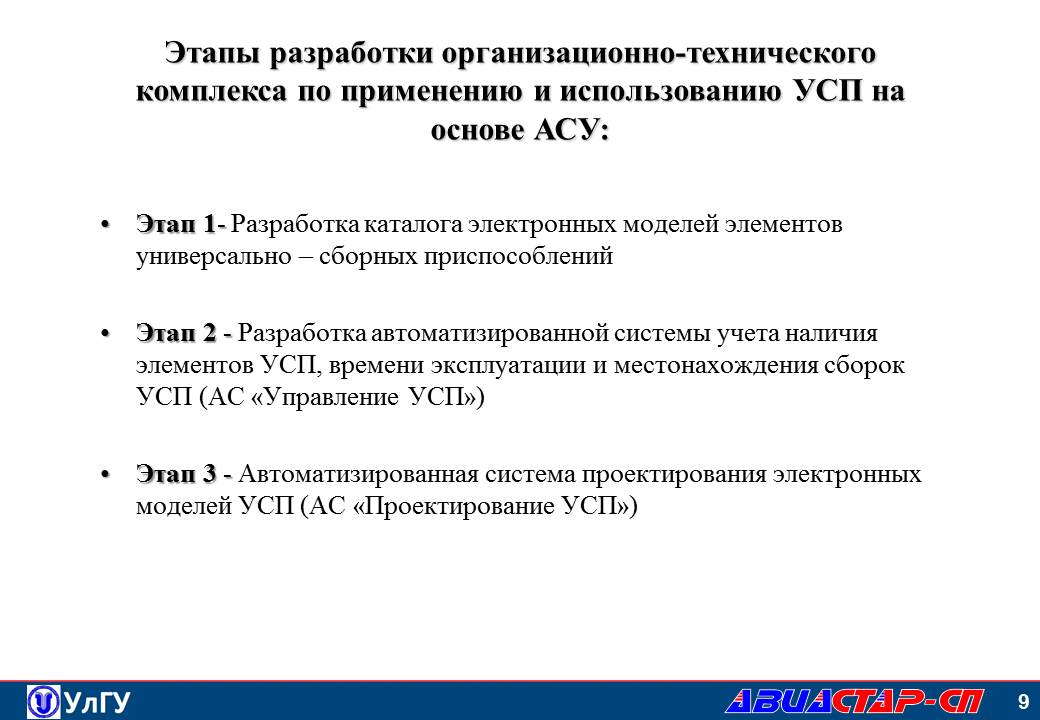 Этапы разработки организационно-технического
комплекса по применению и использованию УСП на
основе АСУ:
• Этап 1- Разработка каталога электронных моделей элементов
универсально – сборных приспособлений
• Этап 2 - Разработка автоматизированной системы учета наличия
элементов УСП, времени эксплуатации и местонахождения сборок
УСП (АС «Управление УСП»)
• Этап 3 - Автоматизированная система проектирования электронных
моделей УСП (АС «Проектирование УСП»)
УлГУ
АВИАСТАР-СП
9